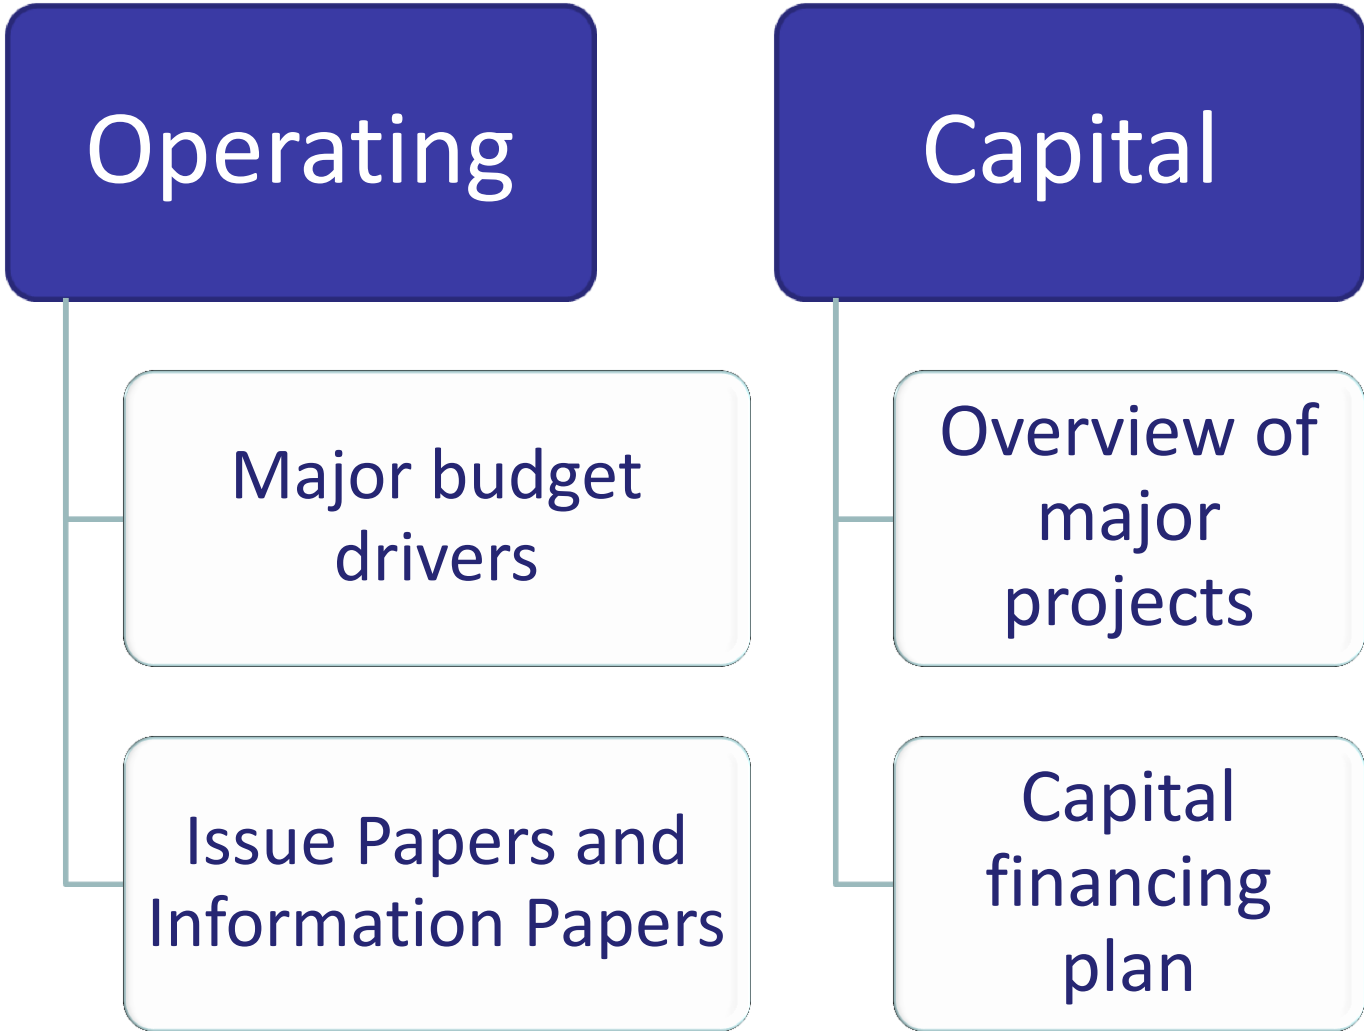 Operating
Major budget
drivers
Issue Papers and
Information Papers
Capital
Overview of
major
projects
Capital
financing
plan